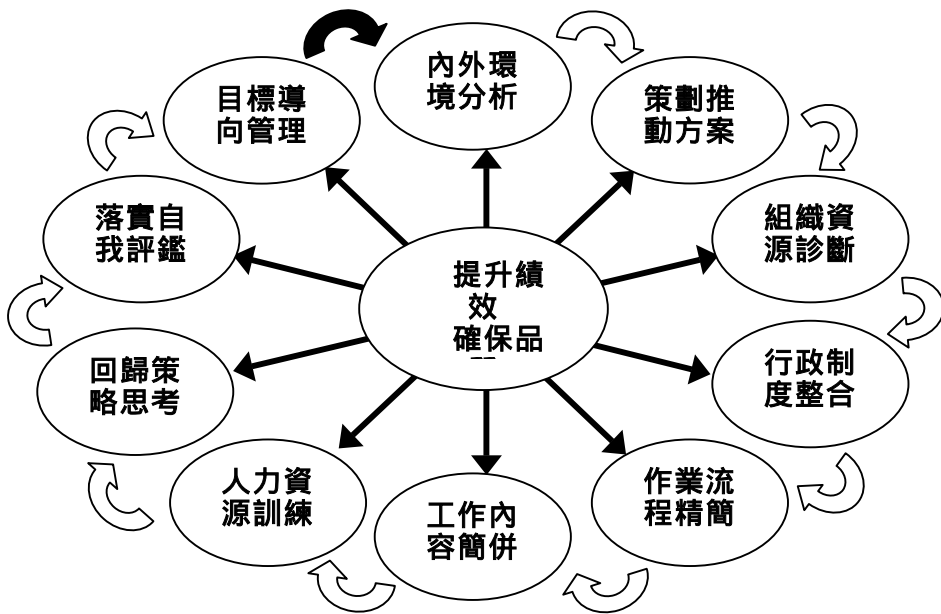 內外環
境分析
策劃推
動方案
組織資
源診斷
行政制
度整合
作業流
程精簡
工作內
容簡併
人力資
源訓練
回歸策
略思考
落實自
我評鑑
目標導
向管理
提升績
效
確保品